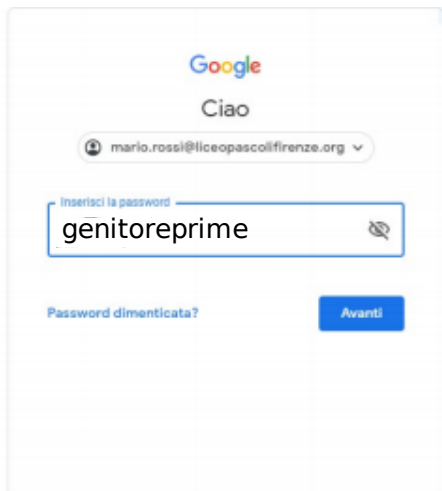 Google
Ciao
mario.rossi@liceopascolifirenze.org
Inserisci la password
genitoreprime
Password dimenticata?
Avanti